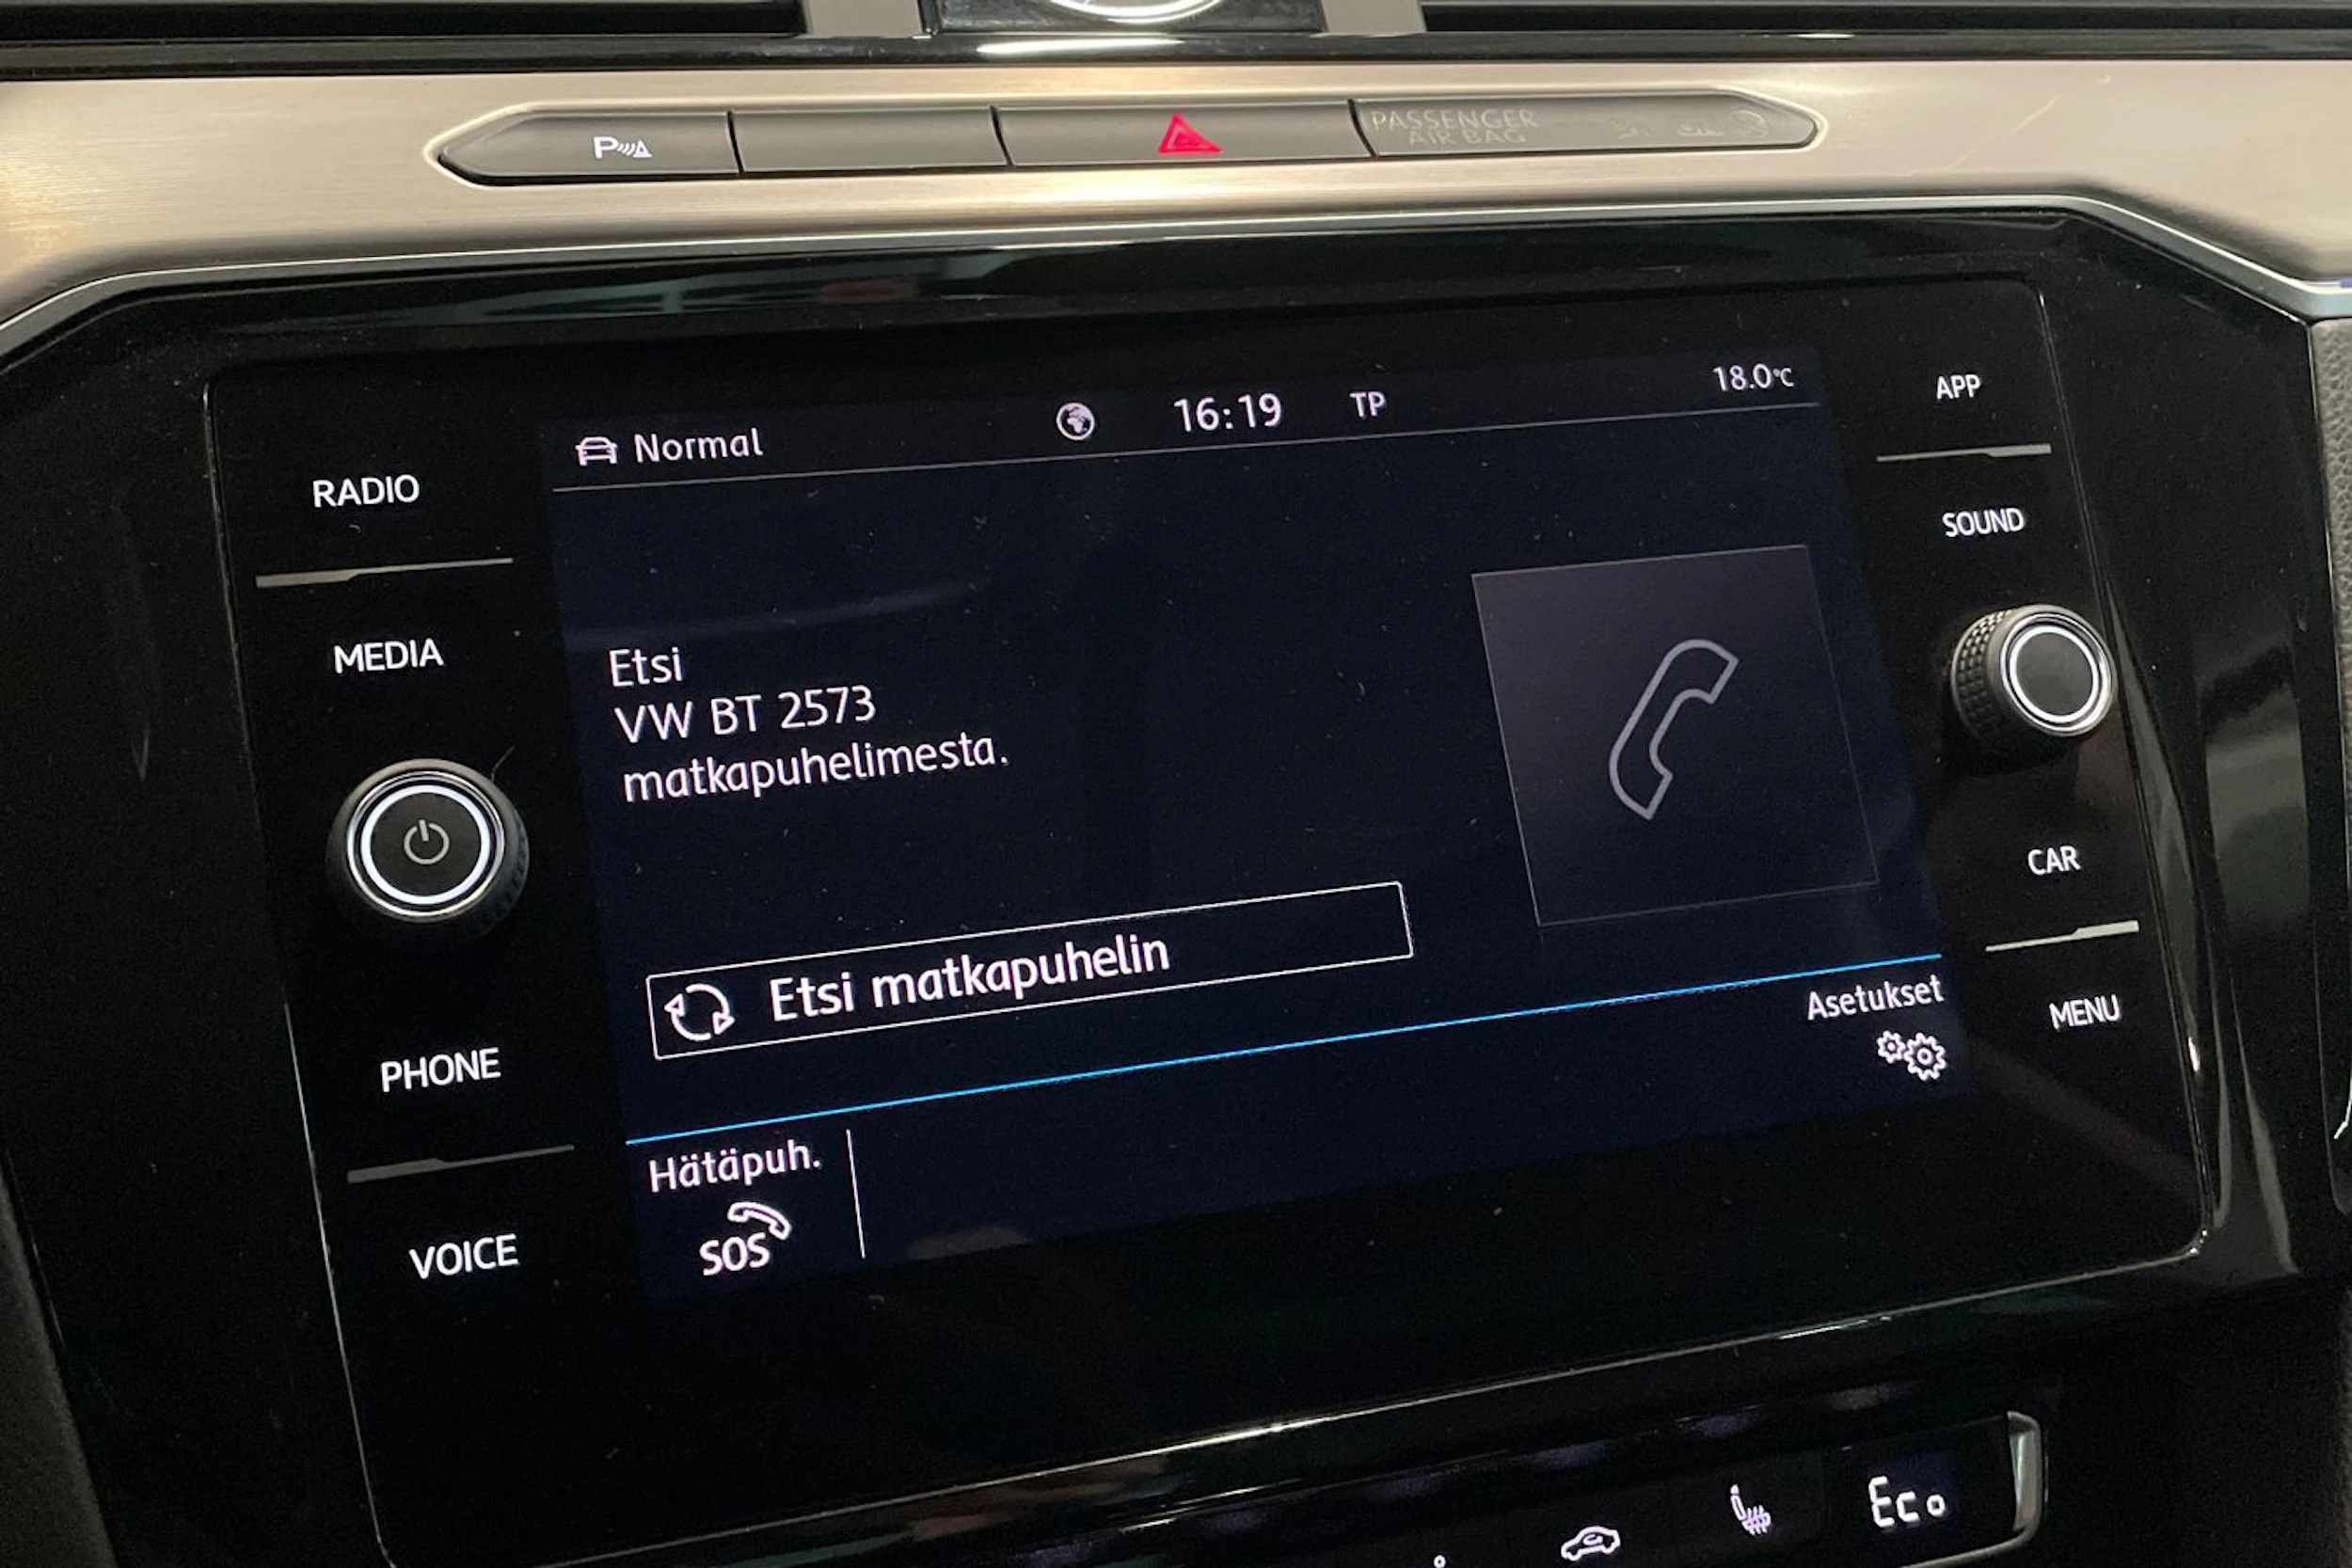 P
PASSENGER
AIR BAG
Normal
16:19
TP
18.0°C
APP
RADIO
SOUND
MEDIA
Etsi
VW BT 2573
matkapuhelimesta.
CAR
Etsi matkapuhelin
Asetukset
MENU
PHONE
Hätäpuh.
SOS
VOICE
Eco